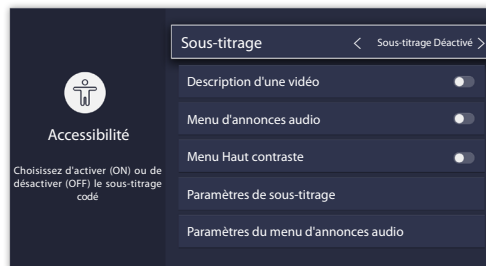 Accessibilité
Choisissez d'activer (ON) ou de
désactiver (OFF) le sous-titrage
codé
Sous-titrage
< Sous-titrage Déactivé >
Description d'une vidéo
Menu d'annonces audio
Menu Haut contraste
Paramètres de sous-titrage
Paramètres du menu d'annonces audio